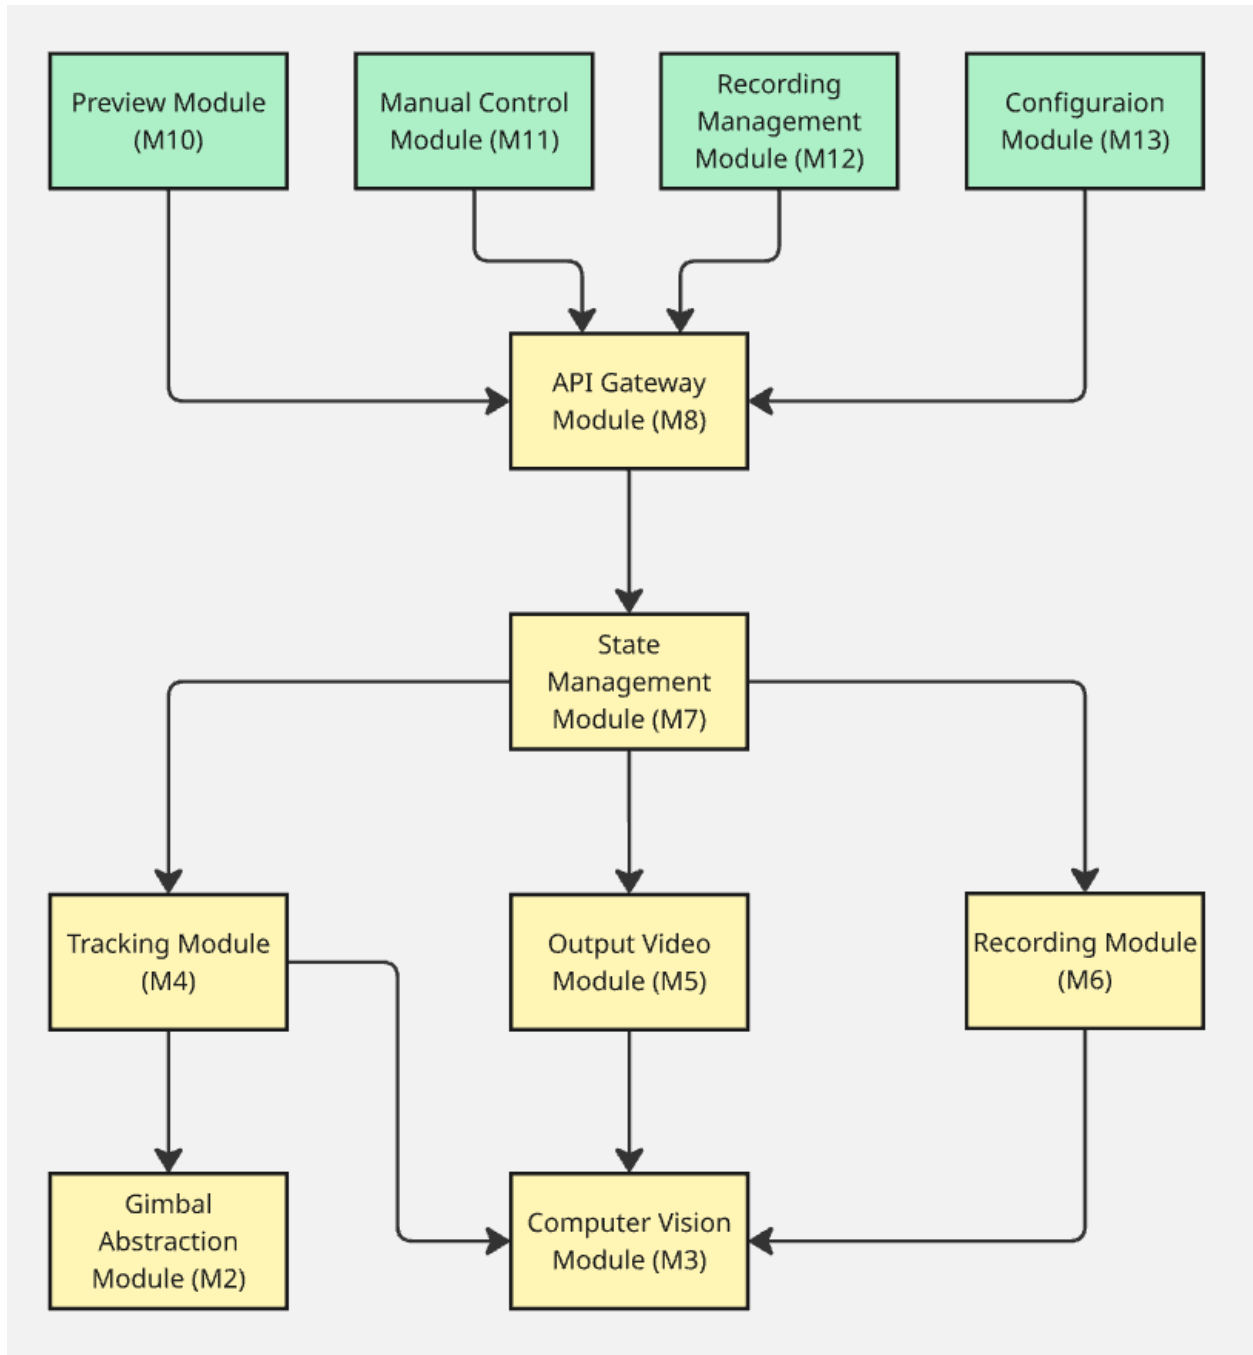 Preview Module
(M10)
Manual Control
Module (M11)
Recording
Management
Module (M12)
Configuraion
Module (M13)
API Gateway
Module (M8)
State
Management
Module (M7)
Tracking Module
(M4)
Output Video
Module (M5)
Recording Module
(M6)
Gimbal
Abstraction
Module (M2)
Computer Vision
Module (M3)